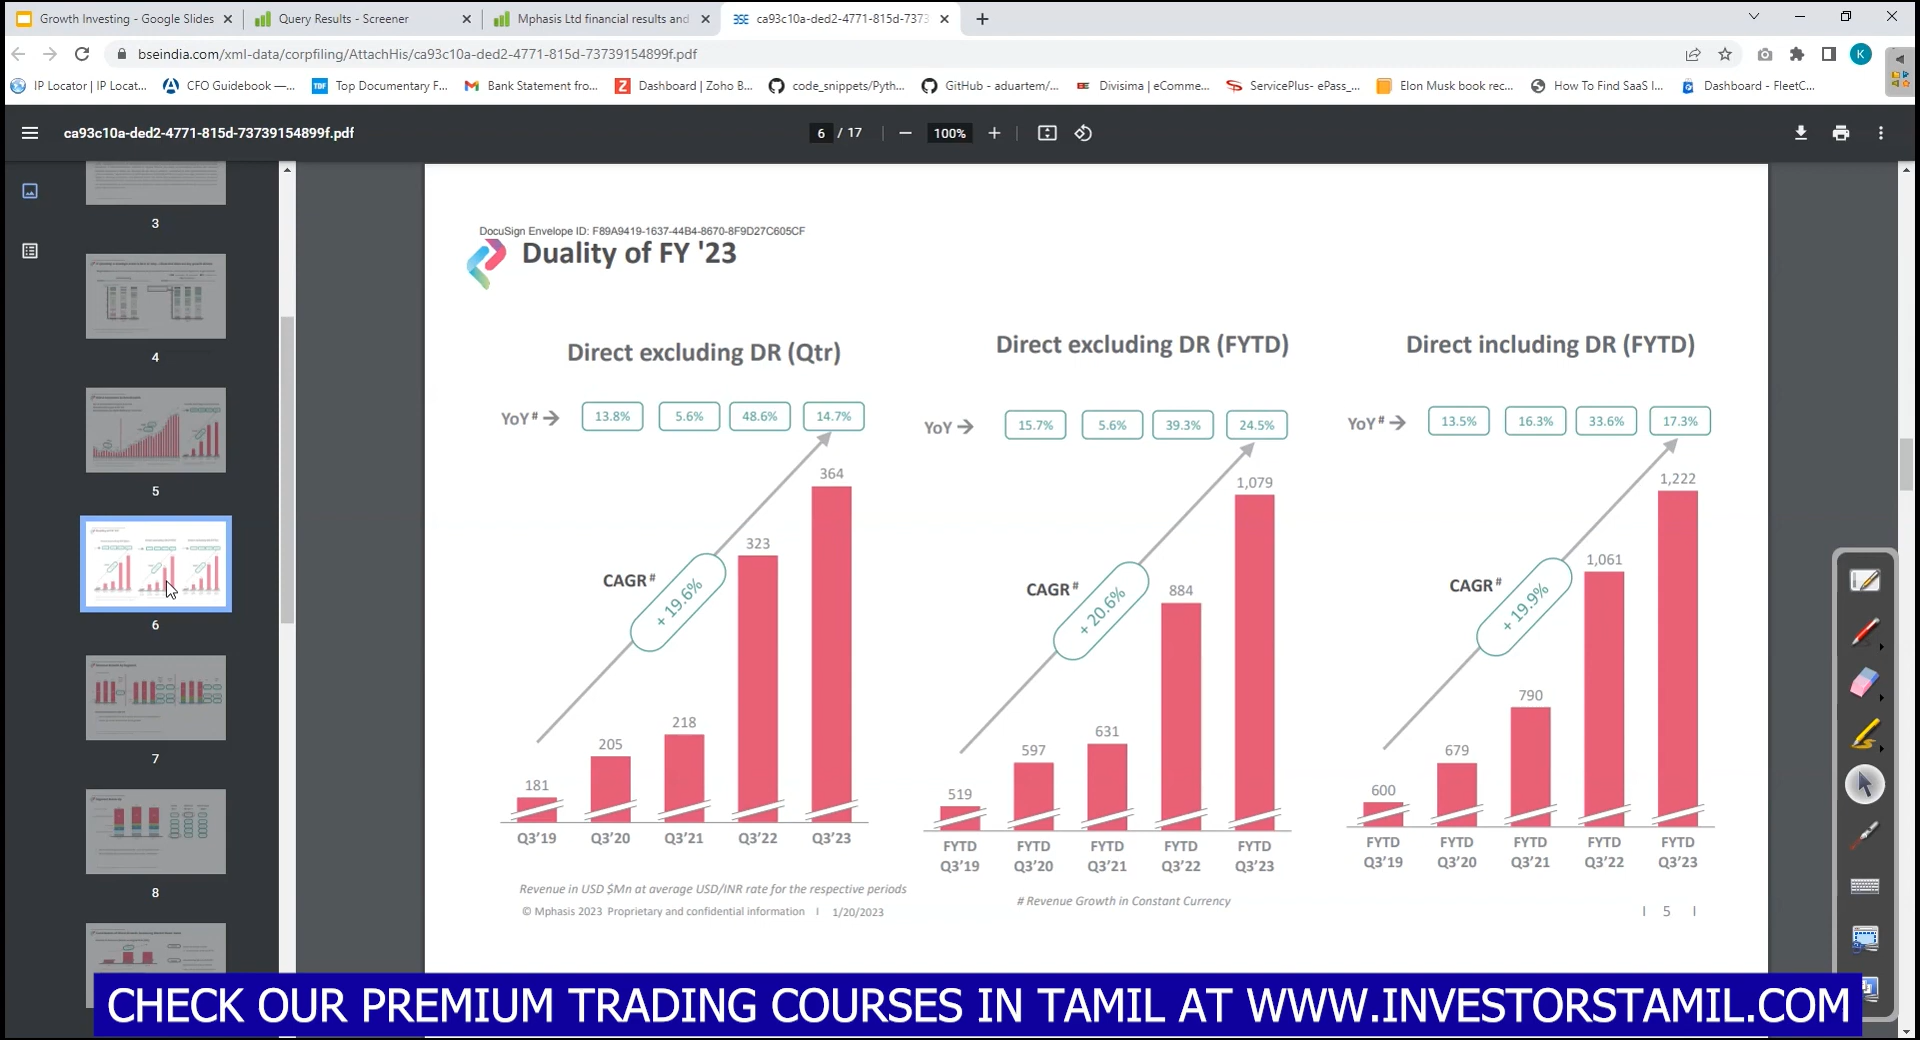 Growth Investing - Google Slides
Query Results - Screener
Mphasis Ltd financial results and
BSE
ca93c10a-ded2-4771-815d-7373
bseindia.com/xml-data/corpfiling/AttachHis/ca93c10a-ded2-4771-815d-73739154899f.pdf
K
IP Locator | IP Locat...
CFO Guidebook —...
TDF
Top Documentary F...
Bank Statement fro...
Dashboard | Zoho B...
code_snippets/Pyth...
GitHub - aduartem/...
Divisima | eComme...
ServicePlus- ePass_...
Elon Musk book rec...
How To Find SaaS I...
Dashboard - FleetC...
ca93c10a-ded2-4771-815d-73739154899f.pdf
6 / 17
100%
3
4
5
6
7
8
DocuSign Envelope ID: F89A9419-1637-44B4-8670-8F9D27C605CF
Duality of FY '23
Direct excluding DR (Qtr)
YoY # → 13.8% 5.6% 48.6% 14.7%
364
323
CAGR #
+ 19.6%
218
205
181
Q3’19 Q3’20 Q3’21 Q3’22 Q3’23
Direct excluding DR (FYTD)
YoY → 15.7% 5.6% 39.3% 24.5%
1,079
884
CAGR #
+ 20.6%
631
597
519
FYTD FYTD FYTD FYTD FYTD
Q3’19 Q3’20 Q3’21 Q3’22 Q3’23
Direct including DR (FYTD)
YoY # → 13.5% 16.3% 33.6% 17.3%
1,222
1,061
CAGR #
+ 19.9%
790
679
600
FYTD FYTD FYTD FYTD FYTD
Q3’19 Q3’20 Q3’21 Q3’22 Q3’23
Revenue in USD $Mn at average USD/INR rate for the respective periods
# Revenue Growth in Constant Currency
© Mphasis 2023 Proprietary and confidential information | 1/20/2023
| 5 |
CHECK OUR PREMIUM TRADING COURSES IN TAMIL AT WWW.INVESTORSTAMIL.COM